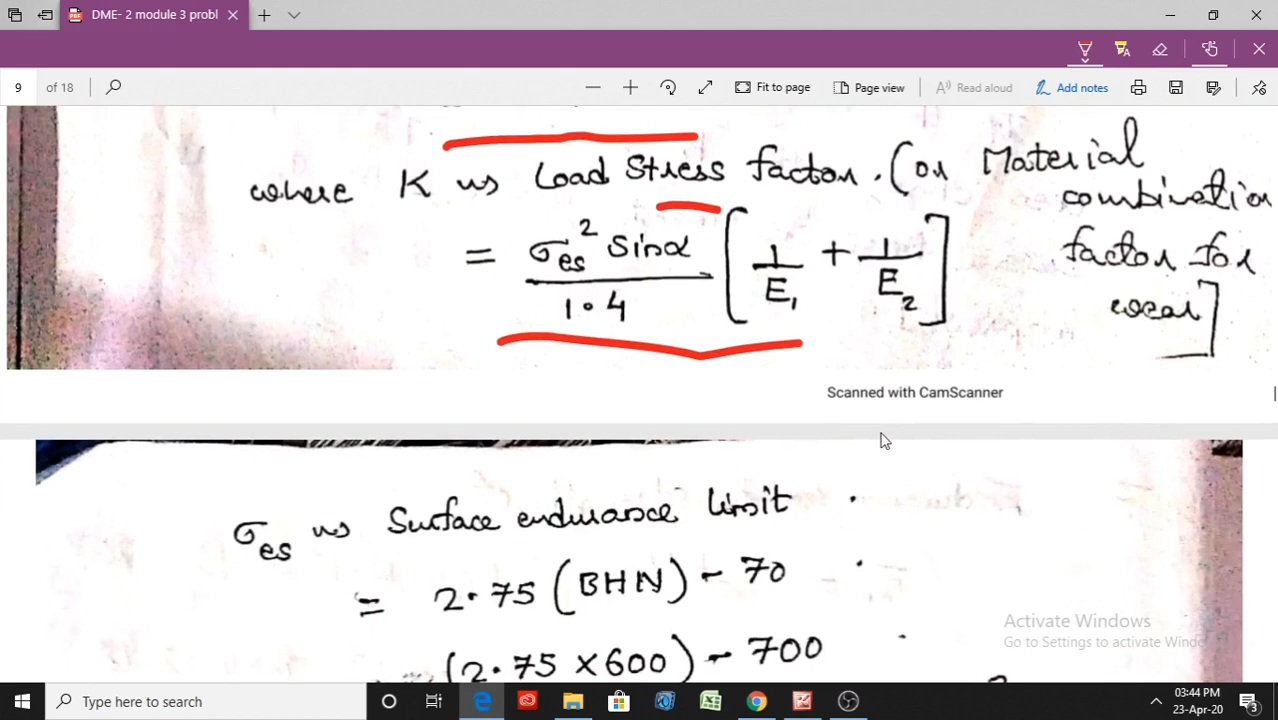 DME- 2 module 3 probl
9 of 18
Fit to page
Page view
Read aloud
Add notes
where K is Load Stress factor. (or Material combination factor for wear]
= σes² Sinα / 1.4 [ 1/E1 + 1/E2 ]
Scanned with CamScanner
σes is Surface endurance limit
= 2.75 (BHN) - 70
= (2.75 × 600) - 700
Activate Windows
Go to Settings to activate Windo
Type here to search
03:44 PM
23-Apr-20
3